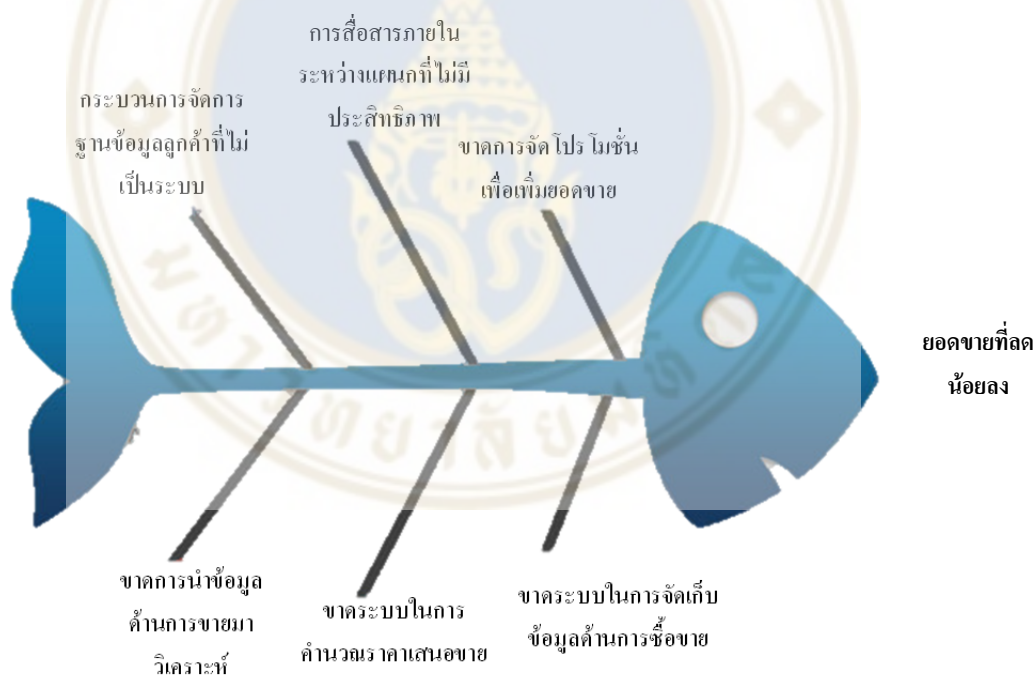 การสื่อสารภายใน
ระหว่างแผนกที่ไม่มี
ประสิทธิภาพ
กระบวนการจัดการ
ฐานข้อมูลลูกค้าที่ไม่
เป็นระบบ
ขาดการจัดโปรโมชั่น
เพื่อเพิ่มยอดขาย
ยอดขายที่ลด
น้อยลง
ขาดการนำข้อมูล
ด้านการขายมา
วิเคราะห์
ขาดระบบในการ
คำนวณราคาเสนอขาย
ขาดระบบในการจัดเก็บ
ข้อมูลด้านการซื้อขาย